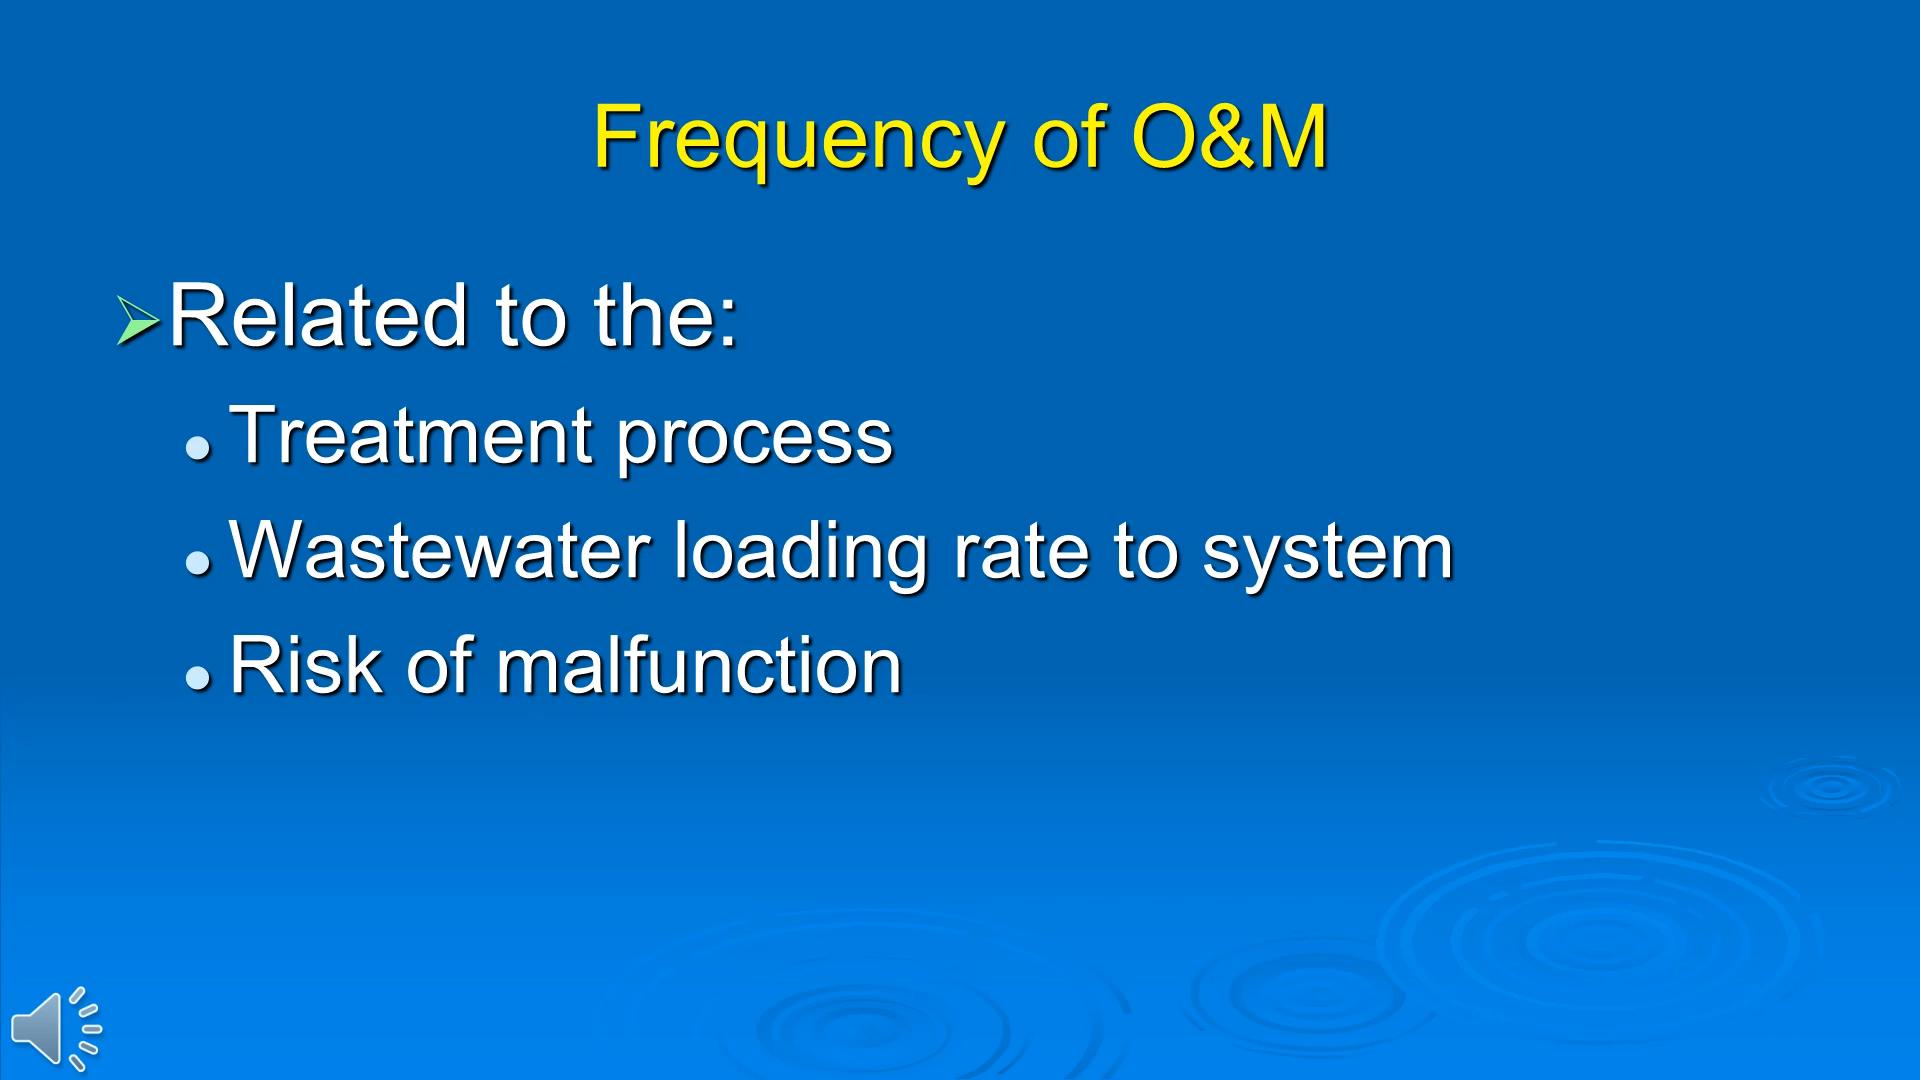 Frequency of O&M
Related to the:
Treatment process
Wastewater loading rate to system
Risk of malfunction